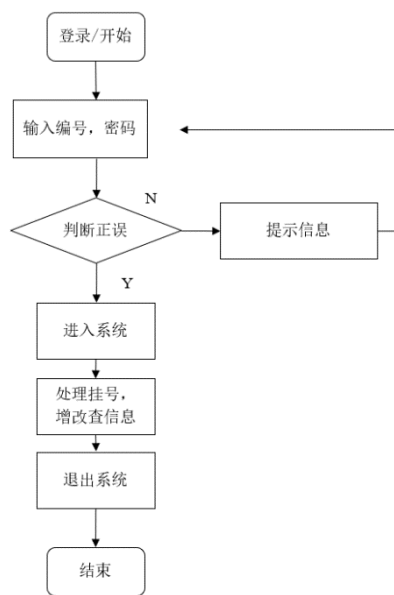 登录/开始
输入编号，密码
N
判断正误
提示信息
Y
进入系统
处理挂号，
增改查信息
退出系统
结束